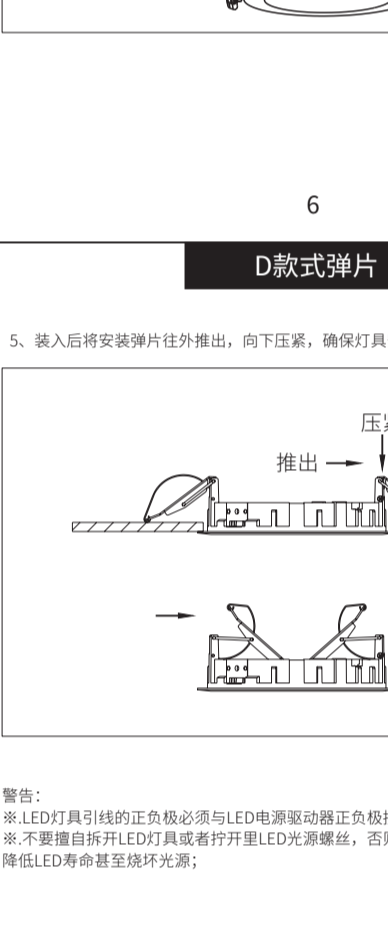 6
D款式弹片
5、装入后将安装弹片往外推出，向下压紧，确保灯具
压
推出
警告：
※.LED灯具引线的正负极必须与LED电源驱动器正负极
※.不要擅自拆开LED灯具或者拧开里LED光源螺丝，否
降低LED寿命甚至烧坏光源；